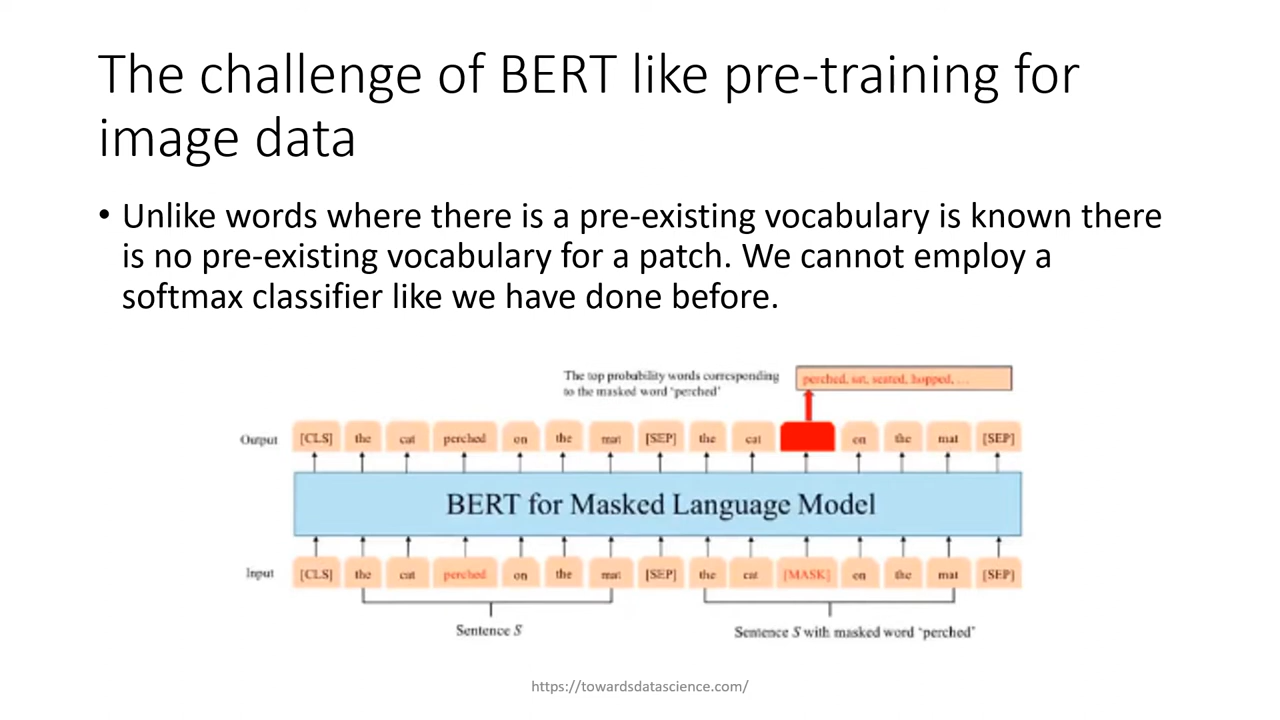 The challenge of BERT like pre-training for
image data
• Unlike words where there is a pre-existing vocabulary is known there
is no pre-existing vocabulary for a patch. We cannot employ a
softmax classifier like we have done before.
The top probability words corresponding
to the masked word 'perched'
perched, sat, seated, hopped, …
Output [CLS] the cat perched on the mat [SEP] the cat on the mat [SEP]
BERT for Masked Language Model
Input [CLS] the cat perched on the mat [SEP] the cat [MASK] on the mat [SEP]
Sentence S
Sentence S with masked word 'perched'
https://towardsdatascience.com/